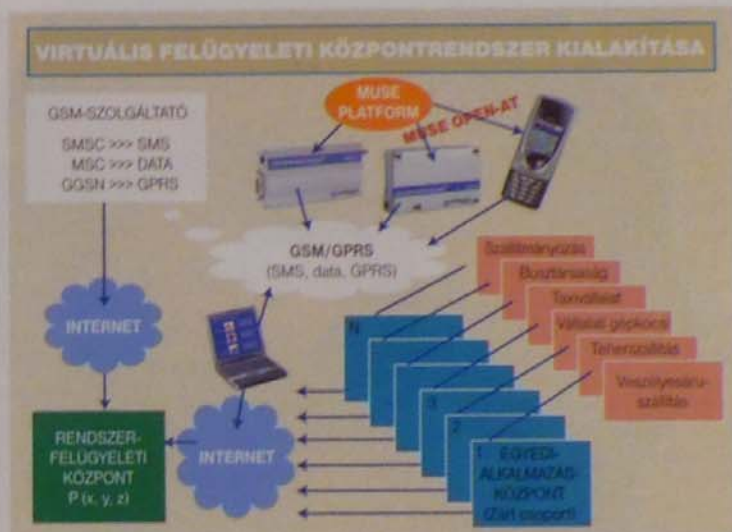 VIRTUÁLIS FELÜGYELETI KÖZPONTRENDSZER KIALAKÍTÁSA
GSM-SZOLGÁLTATÓ
SMSC >>> SMS
MSC >>> DATA
GGSN >>> GPRS
MUSE
PLATFORM
MUSE OPEN-AT
GSM/GPRS
(SMS, data, GPRS)
INTERNET
Szállítmányozás
Busztársaság
Taxivállalat
Vállalati gépkocsi
Teherszállítás
Veszélyesáru-
szállítás
N
3
2
1
EGYEDI-
ALKALMAZÁS-
KÖZPONT
(Zárt csoport)
INTERNET
RENDSZER-
FELÜGYELETI
KÖZPONT
P (x, y, z)